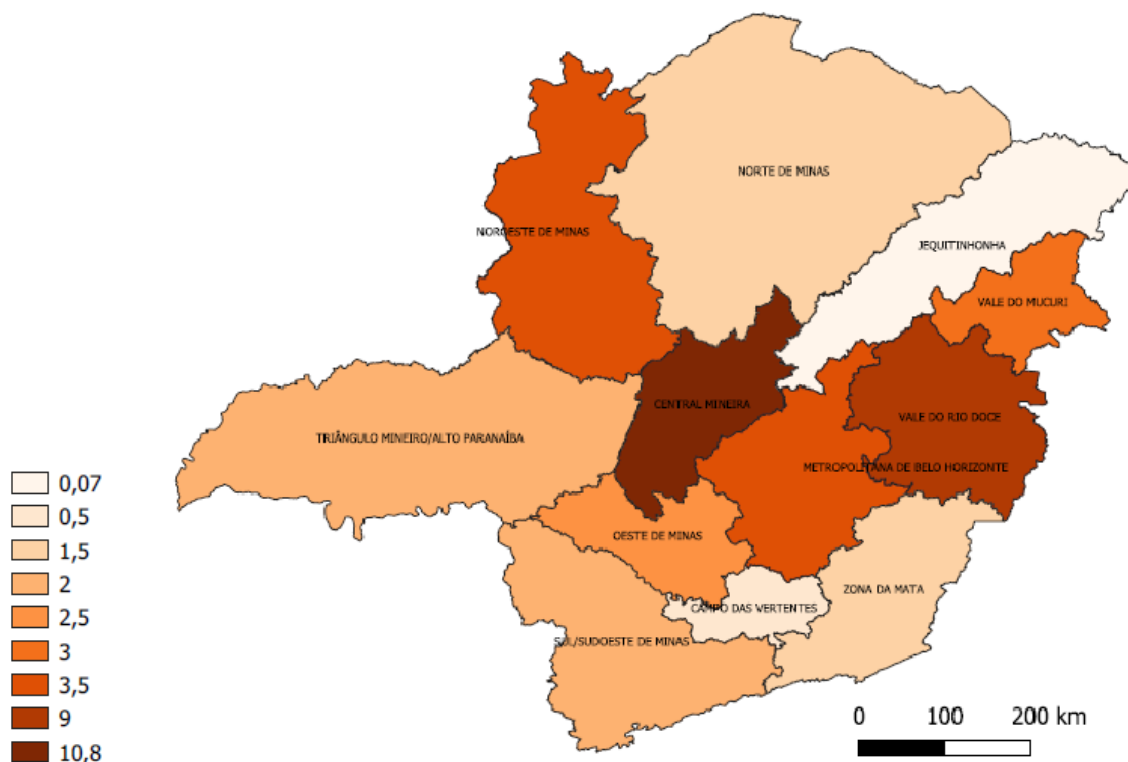 NORTE DE MINAS
NOROESTE DE MINAS
JEQUITINHONHA
VALE DO MUCURI
CENTRAL MINEIRA
VALE DO RIO DOCE
TRIÂNGULO MINEIRO/ALTO PARANAÍBA
METROPOLITANA DE BELO HORIZONTE
OESTE DE MINAS
ZONA DA MATA
CAMPO DAS VERTENTES
SUL/SUDOESTE DE MINAS
0,07
0,5
1,5
2
2,5
3
3,5
9
10,8
0 100 200 km